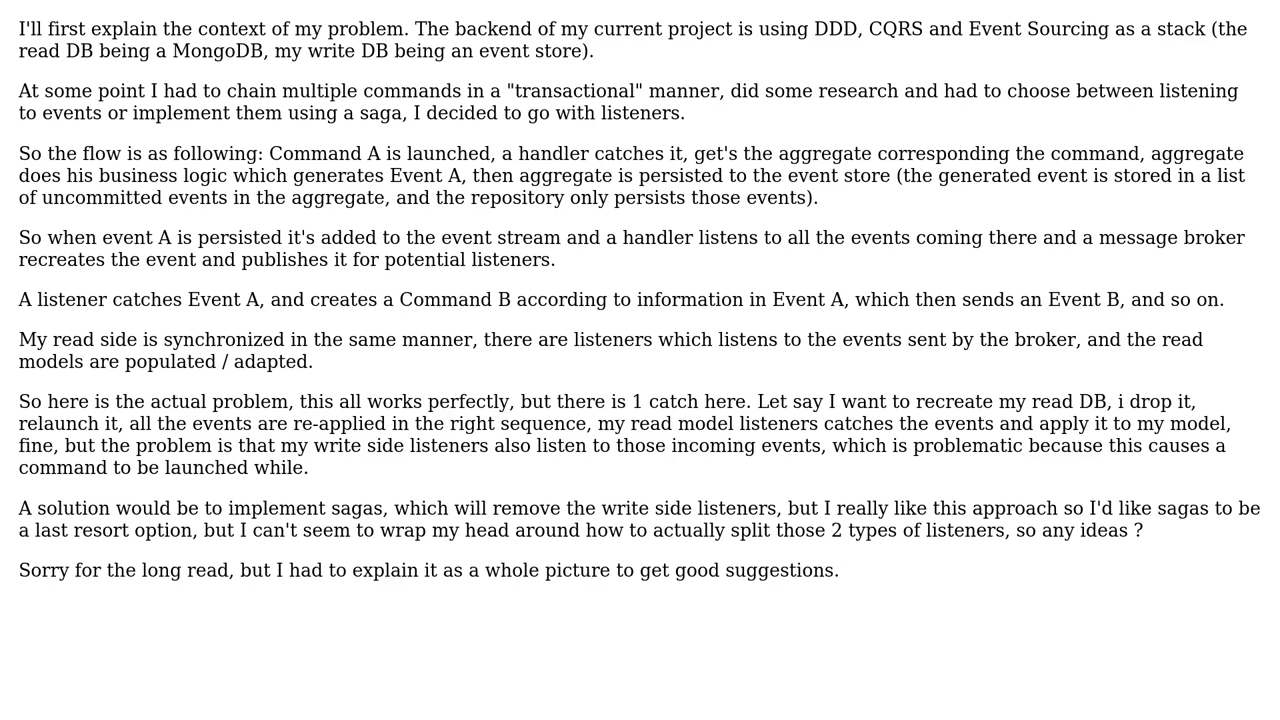 I'll first explain the context of my problem. The backend of my current project is using DDD, CQRS and Event Sourcing as a stack (the
read DB being a MongoDB, my write DB being an event store).
At some point I had to chain multiple commands in a "transactional" manner, did some research and had to choose between listening
to events or implement them using a saga, I decided to go with listeners.
So the flow is as following: Command A is launched, a handler catches it, get's the aggregate corresponding the command, aggregate
does his business logic which generates Event A, then aggregate is persisted to the event store (the generated event is stored in a list
of uncommitted events in the aggregate, and the repository only persists those events).
So when event A is persisted it's added to the event stream and a handler listens to all the events coming there and a message broker
recreates the event and publishes it for potential listeners.
A listener catches Event A, and creates a Command B according to information in Event A, which then sends an Event B, and so on.
My read side is synchronized in the same manner, there are listeners which listens to the events sent by the broker, and the read
models are populated / adapted.
So here is the actual problem, this all works perfectly, but there is 1 catch here. Let say I want to recreate my read DB, i drop it,
relaunch it, all the events are re-applied in the right sequence, my read model listeners catches the events and apply it to my model,
fine, but the problem is that my write side listeners also listen to those incoming events, which is problematic because this causes a
command to be launched while.
A solution would be to implement sagas, which will remove the write side listeners, but I really like this approach so I'd like sagas to be
a last resort option, but I can't seem to wrap my head around how to actually split those 2 types of listeners, so any ideas ?
Sorry for the long read, but I had to explain it as a whole picture to get good suggestions.